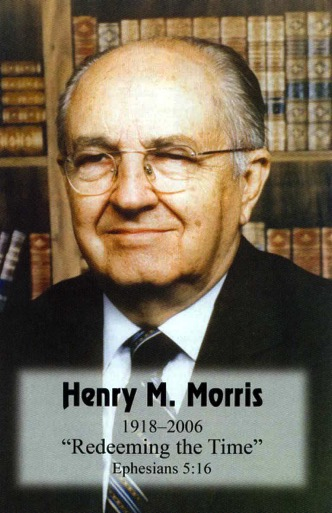 Henry M. Morris
1918–2006
“Redeeming the Time”
Ephesians 5:16